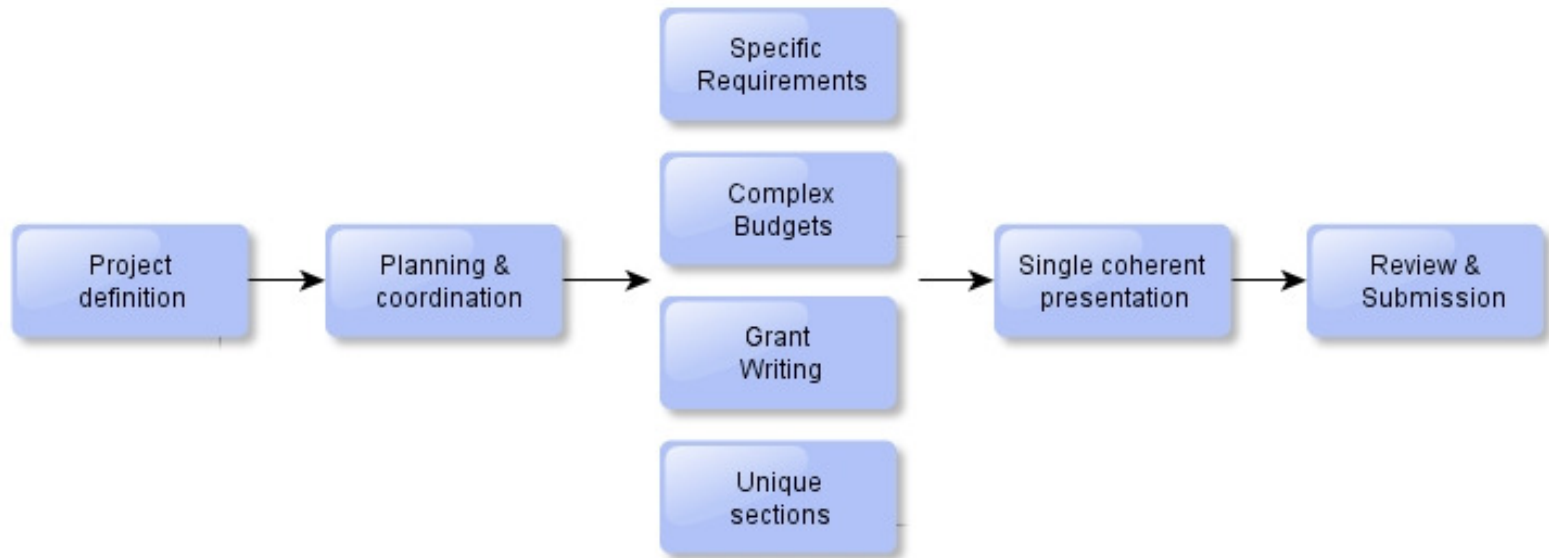 Project
definition
Planning &
coordination
Specific
Requirements
Complex
Budgets
Grant
Writing
Unique
sections
Single coherent
presentation
Review &
Submission